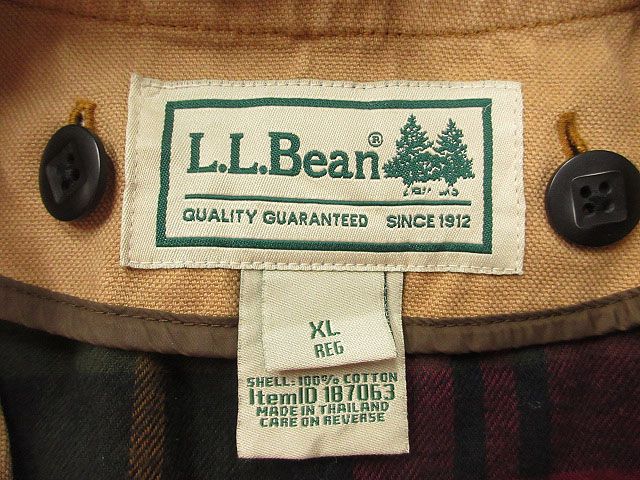 L.L.Bean®
QUALITY GUARANTEED SINCE 1912
XL
REG
SHELL: 100% COTTON
ItemID 187063
MADE IN THAILAND
CARE ON REVERSE